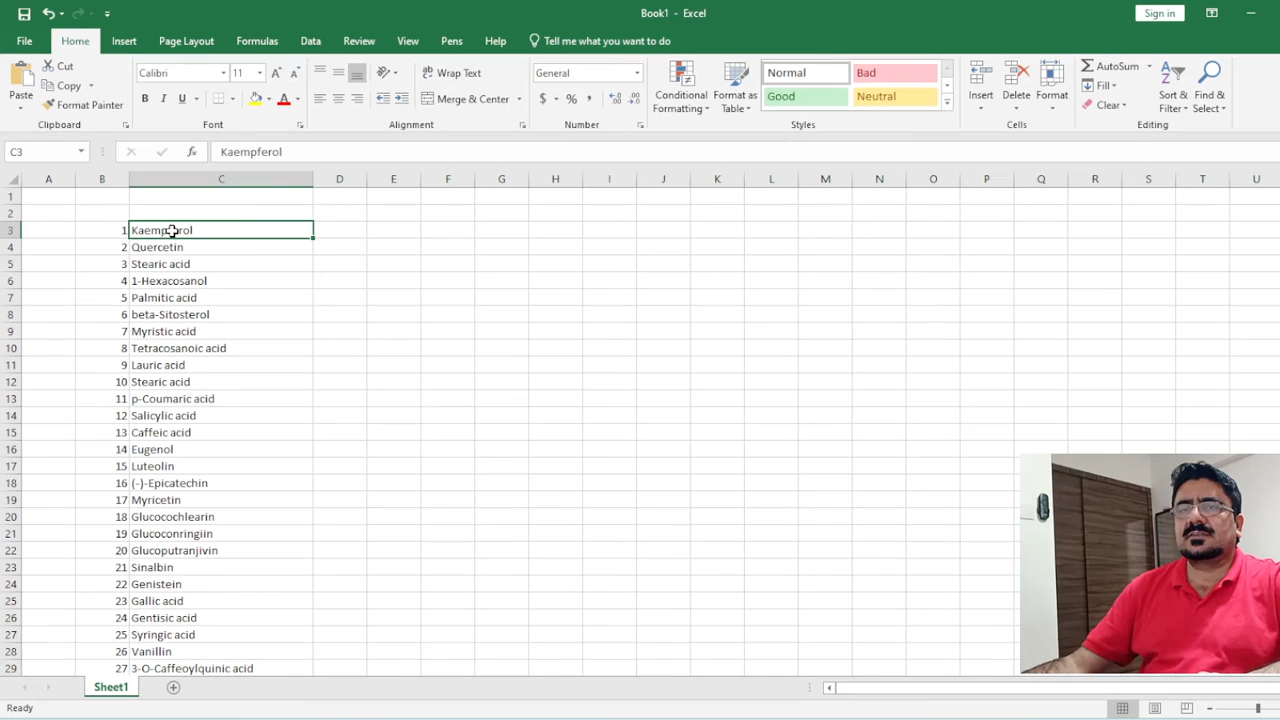 Book1 - Excel
Sign in
File Home Insert Page Layout Formulas Data Review View Pens Help Tell me what you want to do
Cut
Copy
Format Painter
Paste
Clipboard
Calibri 11
B I U
Font
Wrap Text
Merge & Center
Alignment
General
$ % ,
Number
Conditional Formatting
Format as Table
Normal Bad
Good Neutral
Styles
Insert Delete Format
Cells
AutoSum
Fill
Clear
Sort & Filter
Find & Select
Editing
C3 fx Kaempferol
A B C D E F G H I J K L M N O P Q R S T U
1
2
3 1 Kaempferol
4 2 Quercetin
5 3 Stearic acid
6 4 1-Hexacosanol
7 5 Palmitic acid
8 6 beta-Sitosterol
9 7 Myristic acid
10 8 Tetracosanoic acid
11 9 Lauric acid
12 10 Stearic acid
13 11 p-Coumaric acid
14 12 Salicylic acid
15 13 Caffeic acid
16 14 Eugenol
17 15 Luteolin
18 16 (-)-Epicatechin
19 17 Myricetin
20 18 Glucocochlearin
21 19 Glucoconringiin
22 20 Glucoputranjivin
23 21 Sinalbin
24 22 Genistein
25 23 Gallic acid
26 24 Gentisic acid
27 25 Syringic acid
28 26 Vanillin
29 27 3-O-Caffeoylquinic acid
Sheet1
Ready